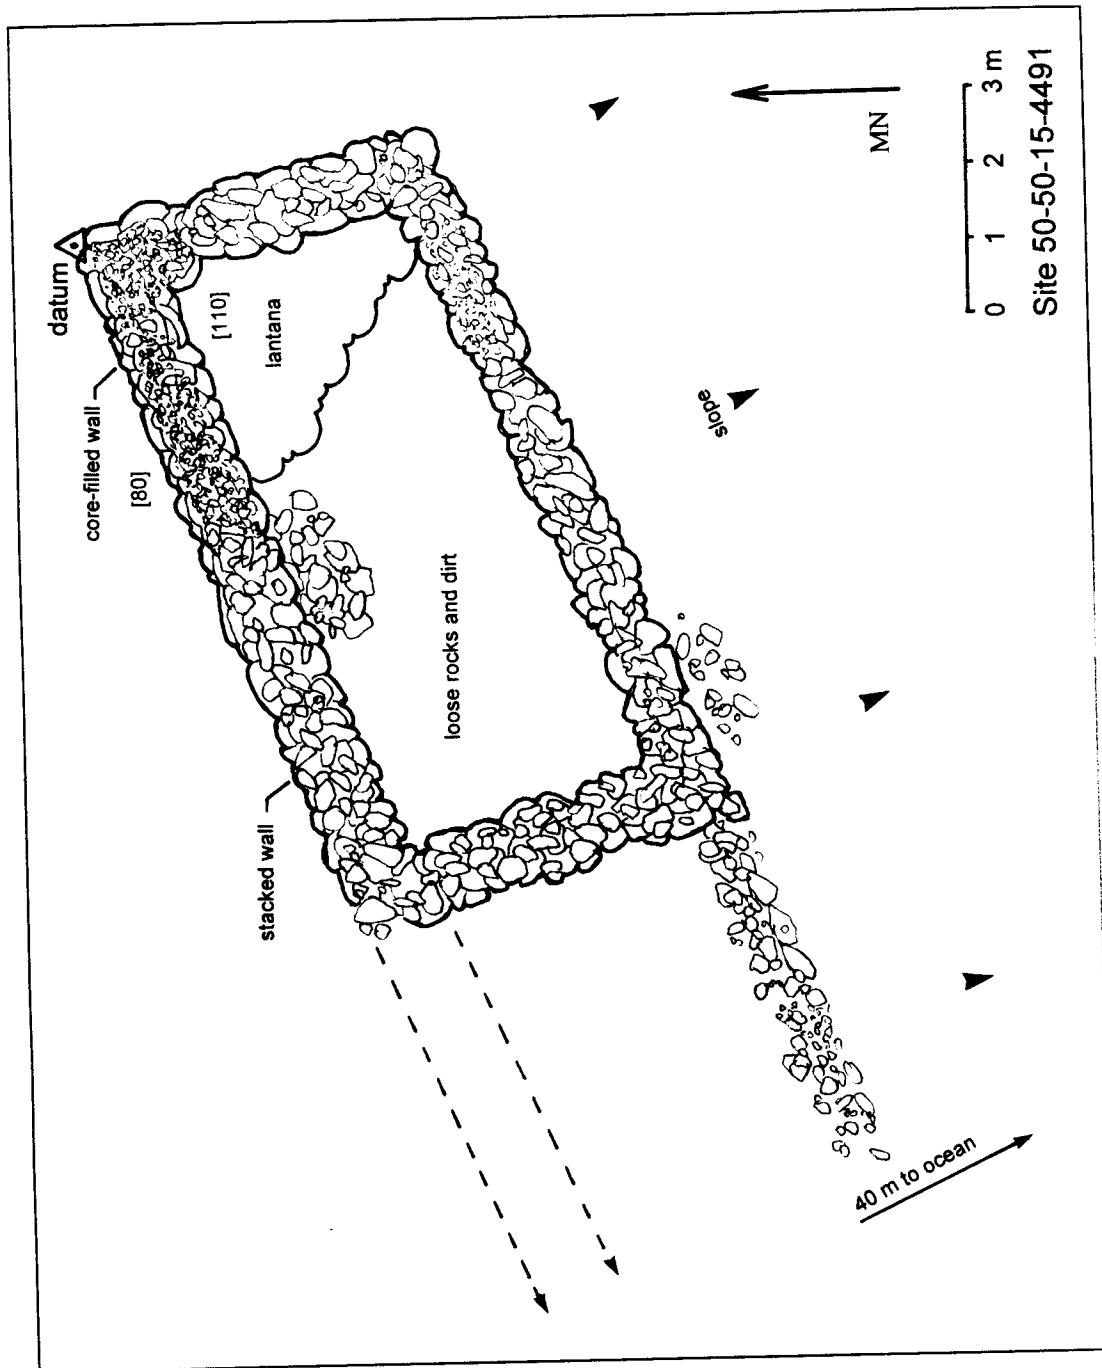 datum
core-filled wall
[80]
[110]
lantana
stacked wall
loose rocks and dirt
slope
40 m to ocean
MN
0 1 2 3 m
Site 50-50-15-4491